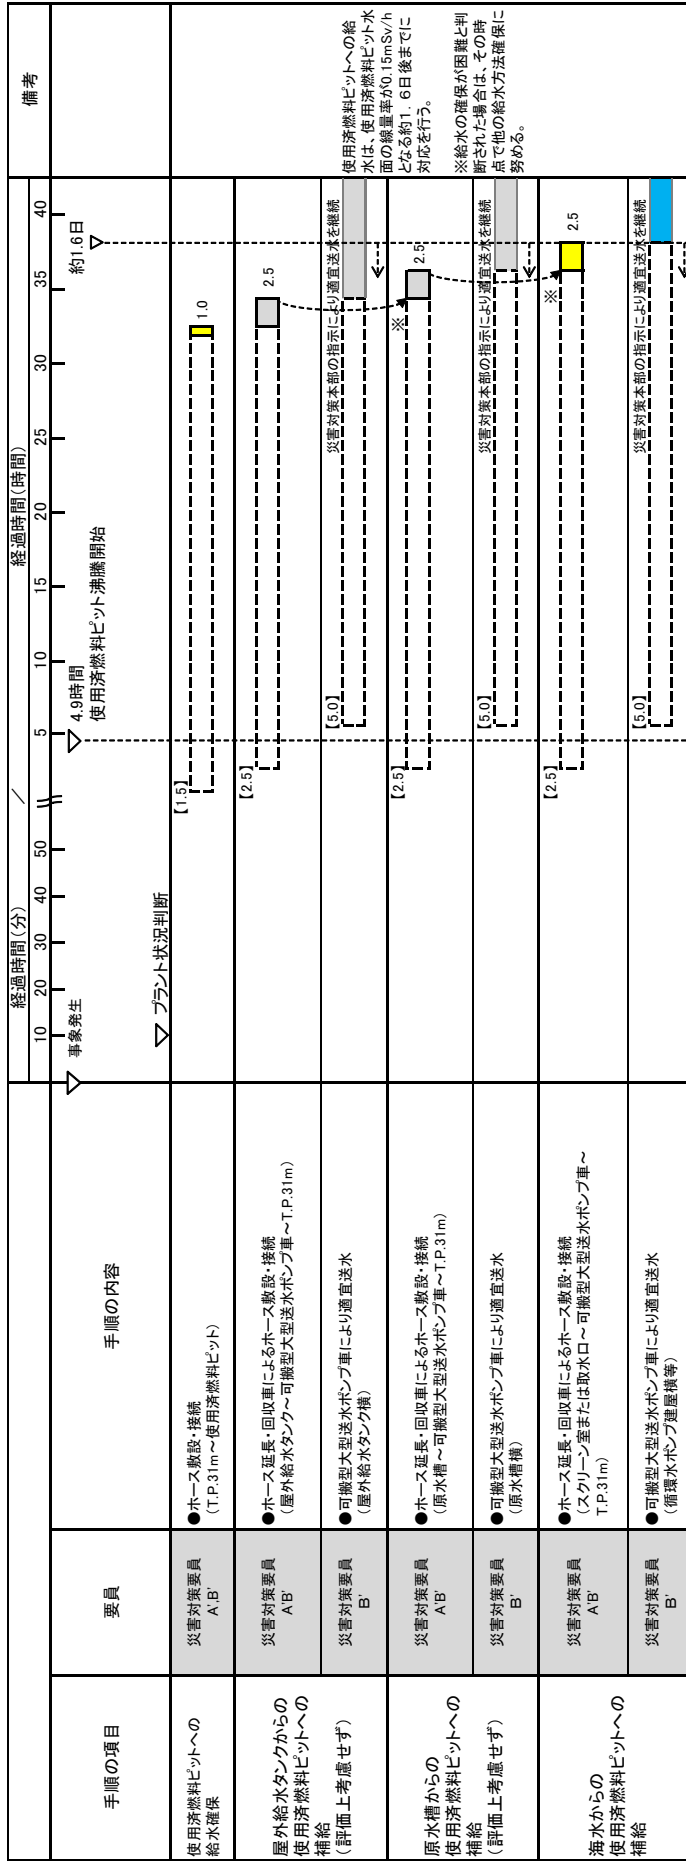 手順の項目
要員
手順の内容
経過時間(分)
／
経過時間(時間)
備考
10
20
30
40
50
5
10
15
20
25
30
35
40
事象発生
4.9時間
使用済燃料ピット沸騰開始
約1.6日
プラント状況判断
使用済燃料ピットへの
給水確保
災害対策要員
A',B'
●ホース敷設・接続
(T.P.31m～使用済燃料ピット)
【1.5】
1.0
屋外給水タンクからの
使用済燃料ピットへの
補給
(評価上考慮せず)
災害対策要員
A'B'
●ホース延長・回収車によるホース敷設・接続
(屋外給水タンク～可搬型大型送水ポンプ車～T.P.31m)
【2.5】
2.5
災害対策要員
B'
●可搬型大型送水ポンプ車により適宜送水
(屋外給水タンク横)
【5.0】
災害対策本部の指示により適宜送水を継続
原水槽からの
使用済燃料ピットへの
補給
(評価上考慮せず)
災害対策要員
A'B'
●ホース延長・回収車によるホース敷設・接続
(原水槽～可搬型大型送水ポンプ車～T.P.31m)
【2.5】
※
2.5
災害対策要員
B'
●可搬型大型送水ポンプ車により適宜送水
(原水槽横)
【5.0】
災害対策本部の指示により適宜送水を継続
海水からの
使用済燃料ピットへの
補給
災害対策要員
A'B'
●ホース延長・回収車によるホース敷設・接続
(スクリーン室または取水口～可搬型大型送水ポンプ車～
T.P.31m)
【2.5】
※
2.5
災害対策要員
B'
●可搬型大型送水ポンプ車により適宜送水
(循環水ポンプ建屋横等)
【5.0】
災害対策本部の指示により適宜送水を継続
使用済燃料ピットへの給
水は、使用済燃料ピット水
面の線量率が0.15mSv/h
となる約1.6日後までに
対応を行う。
※給水の確保が困難と判
断された場合は、その時
点で他の給水方法確保に
努める。